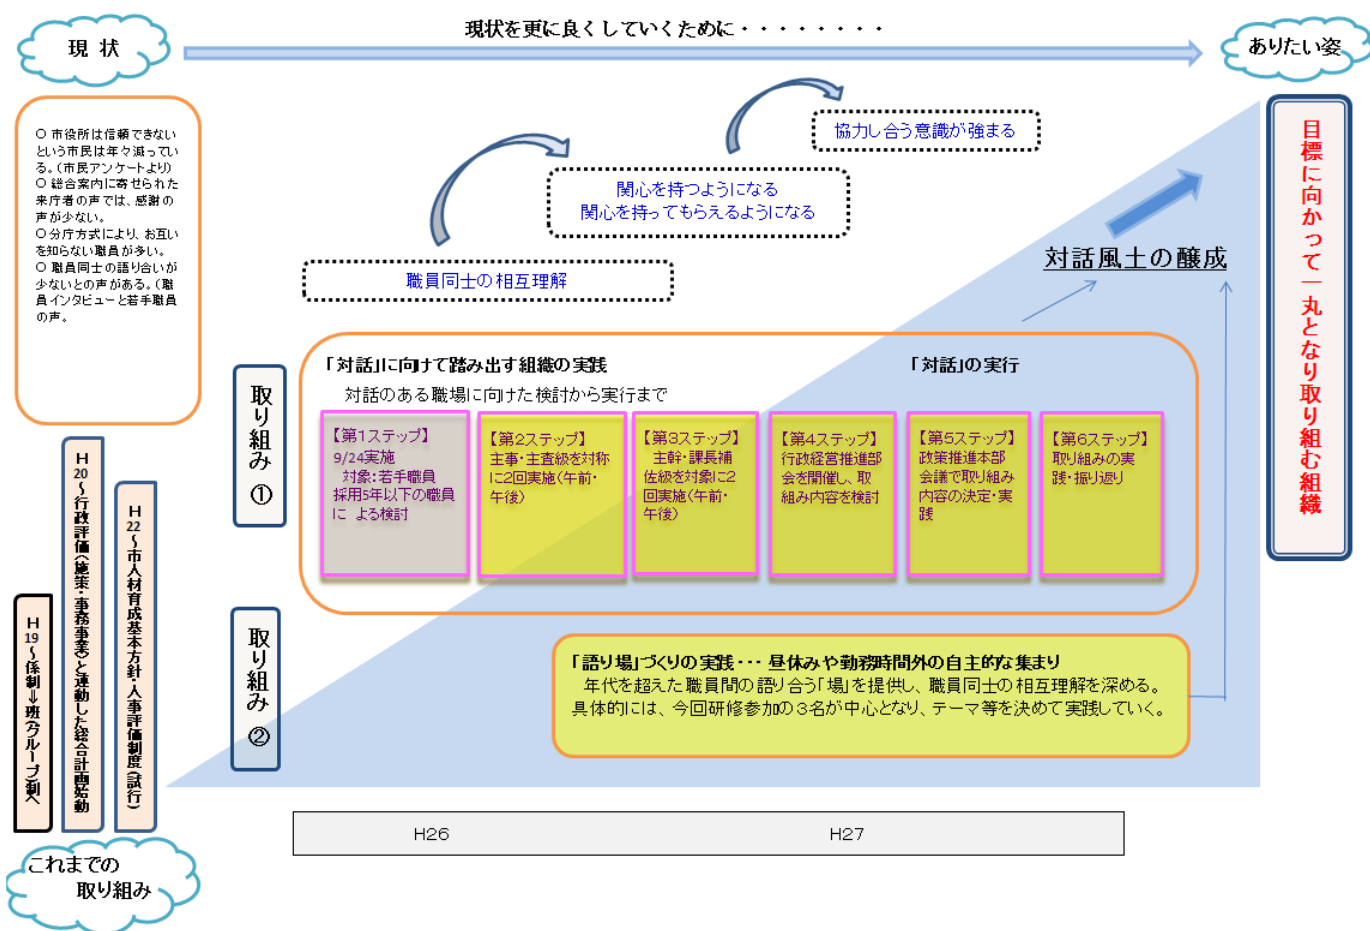 現状を更に良くしていくために・・・・・・・・
現 状
ありたい姿
○ 市役所は信頼できない
という市民は年々減ってい
る。（市民アンケートより）
○ 総合案内に寄せられた
来庁者の声では、感謝の
声が少ない。
○ 分庁方式により、お互い
を知らない職員が多い。
○ 職員同士の語り合いが
少ないとの声がある。（職
員インタビューと若手職員
の声。
協力し合う意識が強まる
関心を持つようになる
関心を持ってもらえるようになる
職員同士の相互理解
対話風土の醸成
目標に向かって一丸となり取り組む組織
取り組み ①
「対話」に向けて踏み出す組織の実践
「対話」の実行
対話のある職場に向けた検討から実行まで
【第1ステップ】
9/24実施
対象：若手職員
採用5年以下の職員
に よる検討
【第2ステップ】
主事・主査級を対称
に2回実施（午前・
午後）
【第3ステップ】
主幹・課長補
佐級を対象に2
回実施（午前・
午後）
【第4ステップ】
行政経営推進部
会を開催し、取
組み内容を検討
【第5ステップ】
政策推進本部
会議で取り組み
内容の決定・実
践
【第6ステップ】
取り組みの実
践・振り返り
取り組み ②
「語り場」づくりの実践・・・ 昼休みや勤務時間外の自主的な集まり
年代を超えた職員間の語り合う「場」を提供し、職員同士の相互理解を深める。
具体的には、今回研修参加の３名が中心となり、テーマ等を決めて実践していく。
H19～係制⇒班（グループ）制へ
H20～行政評価（施策・事務事業）と連動した総合計画始動
H22～市人材育成基本方針・人事評価制度（試行）
H26
H27
これまでの
取り組み